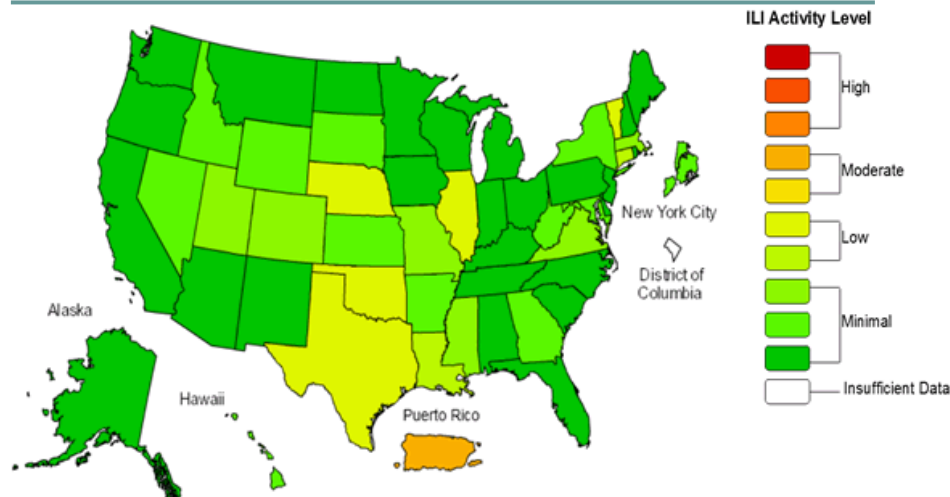 ILI Activity Level
High
Moderate
Low
Minimal
Insufficient Data
New York City
District of
Columbia
Alaska
Hawaii
Puerto Rico